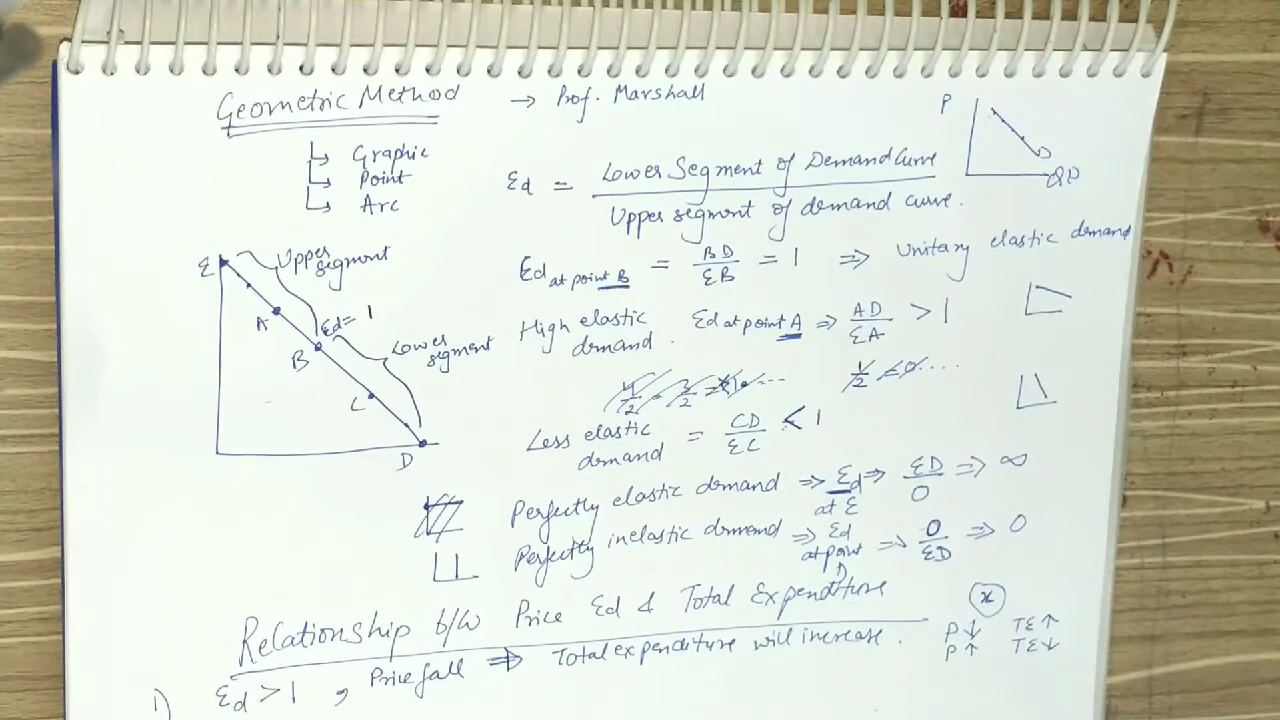 Geometric Method → Prof. Marshall
↳ Graphic
↳ Point
↳ Arc
Ed = Lower Segment of Demand Curve
Upper segment of demand curve.
P
D
QD
E
Upper segment
A
Ed = 1
B
Lower segment
C
D
Ed at point B = BD/EB = 1 ⇒ Unitary elastic demand
High elastic demand. Ed at point A ⇒ AD/EA > 1
Less elastic demand = CD/EC < 1
Perfectly elastic demand ⇒ Ed at E ⇒ ED/0 ⇒ ∞
Perfectly inelastic demand ⇒ Ed at point D ⇒ 0/ED ⇒ 0
Relationship b/w Price Ed & Total Expenditure
x
1) Ed > 1 , Price fall ⇒ Total expenditure will increase.
P↓ TE↑
P↑ TE↓